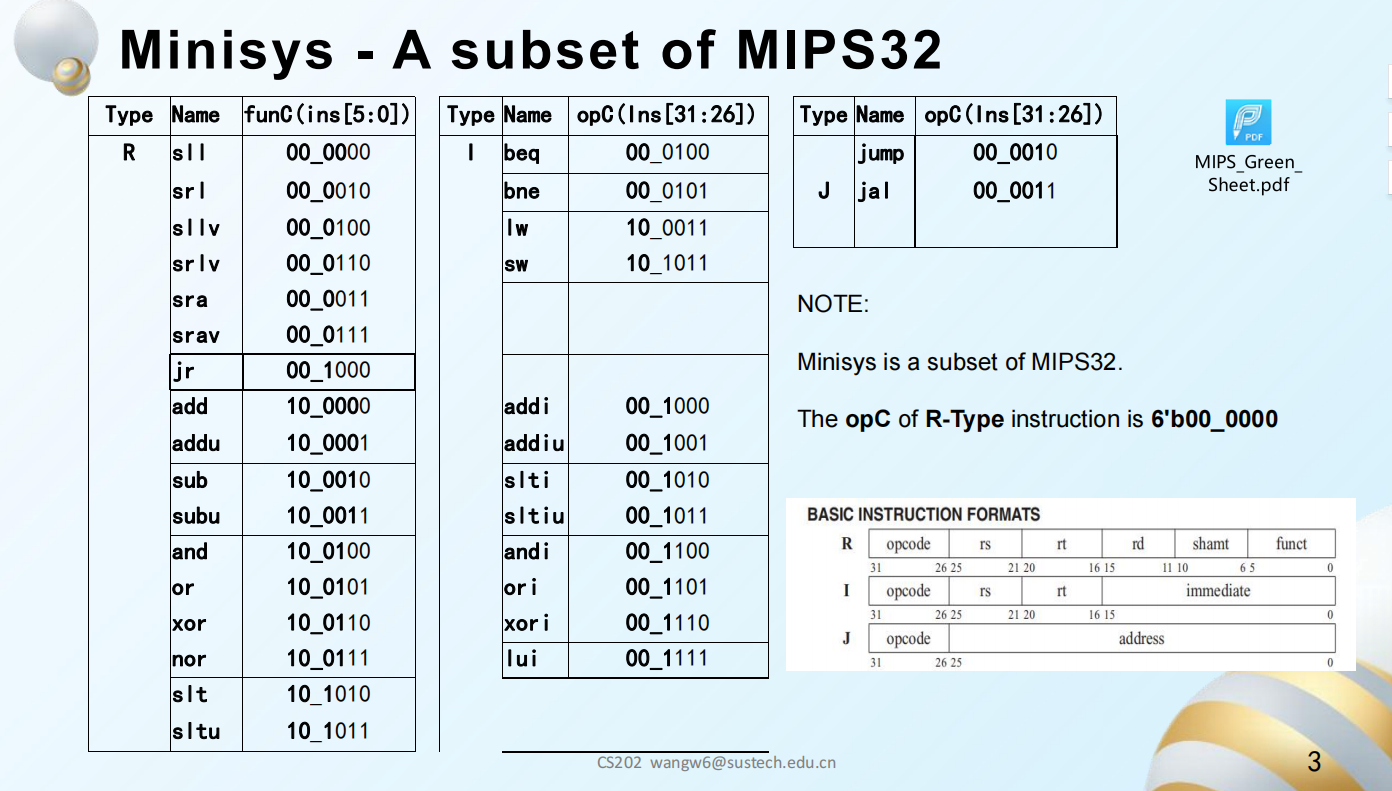 Minisys - A subset of MIPS32
Type Name funC(ins[5:0])
R sll 00_0000
srl 00_0010
sllv 00_0100
srlv 00_0110
sra 00_0011
srav 00_0111
jr 00_1000
add 10_0000
addu 10_0001
sub 10_0010
subu 10_0011
and 10_0100
or 10_0101
xor 10_0110
nor 10_0111
slt 10_1010
sltu 10_1011
Type Name opC(Ins[31:26])
I beq 00_0100
bne 00_0101
lw 10_0011
sw 10_1011
addi 00_1000
addiu 00_1001
slti 00_1010
sltiu 00_1011
andi 00_1100
ori 00_1101
xori 00_1110
lui 00_1111
Type Name opC(Ins[31:26])
jump 00_0010
J jal 00_0011
PDF
MIPS_Green_
Sheet.pdf
NOTE:
Minisys is a subset of MIPS32.
The opC of R-Type instruction is 6'b00_0000
BASIC INSTRUCTION FORMATS
R opcode rs rt rd shamt funct
31 26 25 21 20 16 15 11 10 6 5 0
I opcode rs rt immediate
31 26 25 21 20 16 15 0
J opcode address
31 26 25 0
CS202 wangw6@sustech.edu.cn
3